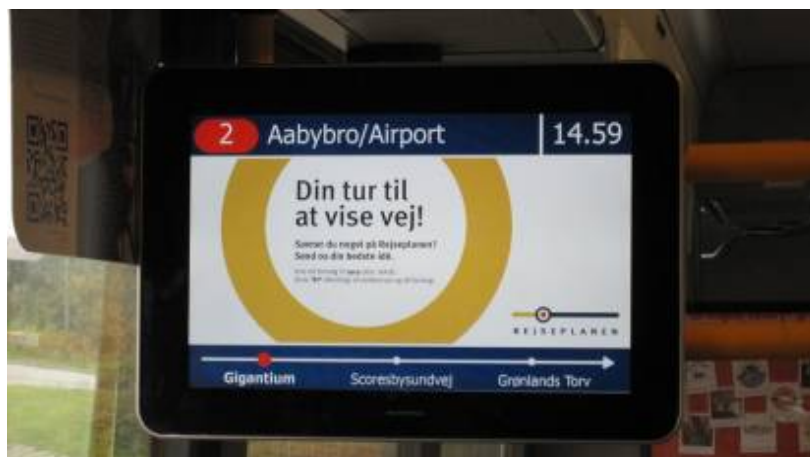 2 Aabybro/Airport 14.59
Din tur til
at vise vej!
Savner du noget på Rejseplanen?
Send os din bedste idé.
REJSEPLANEN
Gigantium Scoresbysundvej Grønlands Torv